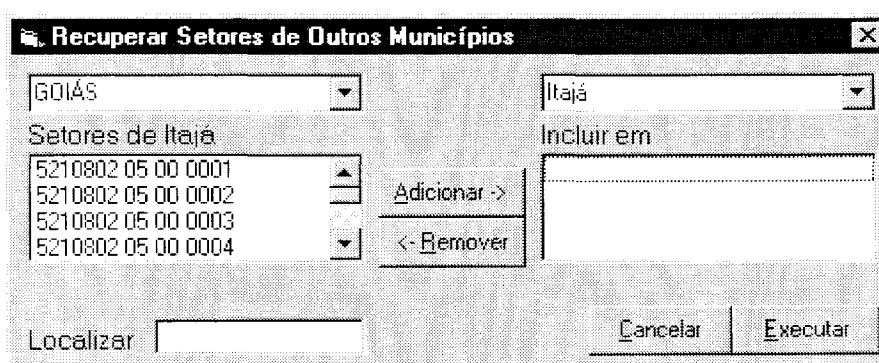 Recuperar Setores de Outros Municípios
GOIÁS
Itajá
Setores de Itajá
Incluir em
5210802 05 00 0001
5210802 05 00 0002
5210802 05 00 0003
5210802 05 00 0004
Adicionar ->
<- Remover
Localizar
Cancelar
Executar